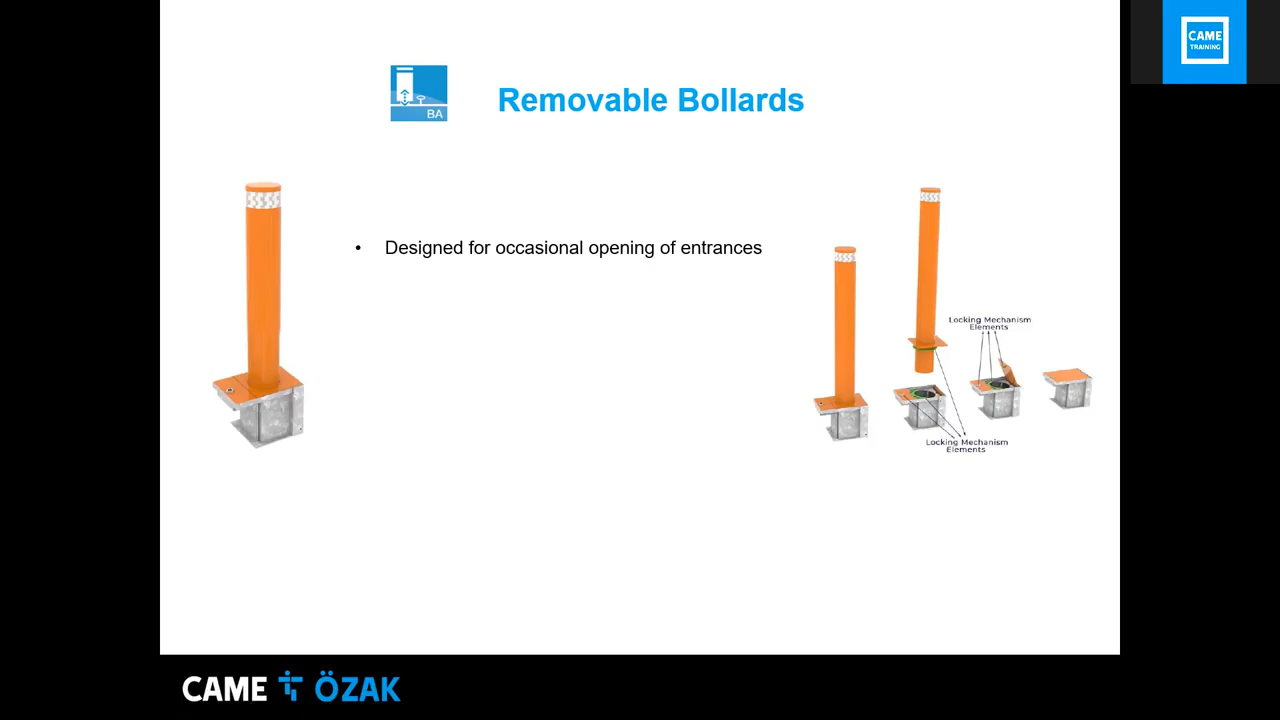 CAME
TRAINING
BA
Removable Bollards
• Designed for occasional opening of entrances
Locking Mechanism
Elements
Locking Mechanism
Elements
CAME ÖZAK